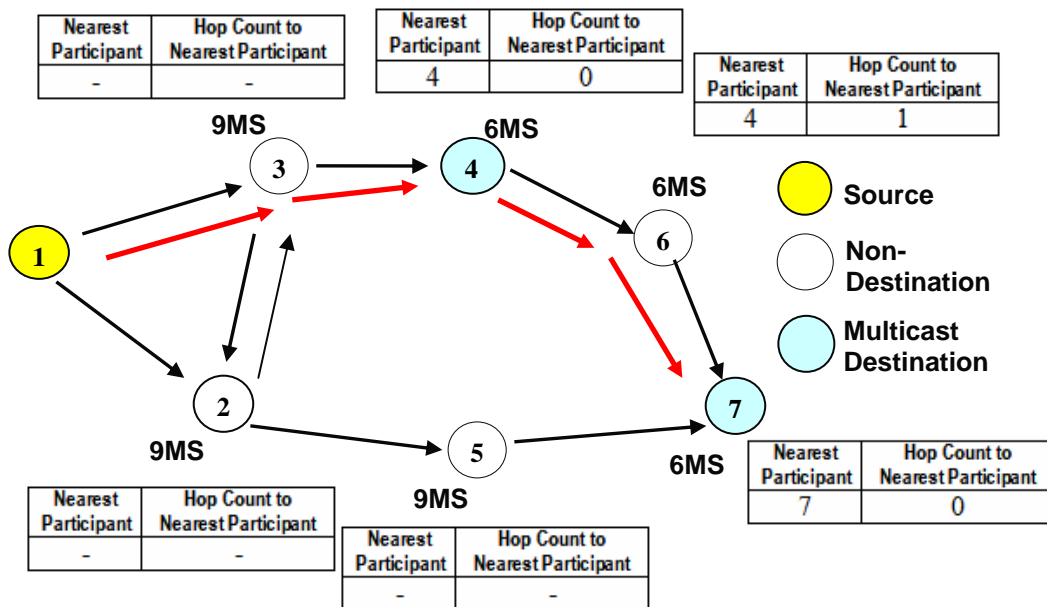 Nearest Participant | Hop Count to Nearest Participant
- | -
Nearest Participant | Hop Count to Nearest Participant
4 | 0
Nearest Participant | Hop Count to Nearest Participant
4 | 1
9MS
3
6MS
4
6MS
6
1
Source
Non-
Destination
Multicast
Destination
2
9MS
5
9MS
7
6MS
Nearest Participant | Hop Count to Nearest Participant
7 | 0
Nearest Participant | Hop Count to Nearest Participant
- | -
Nearest Participant | Hop Count to Nearest Participant
- | -